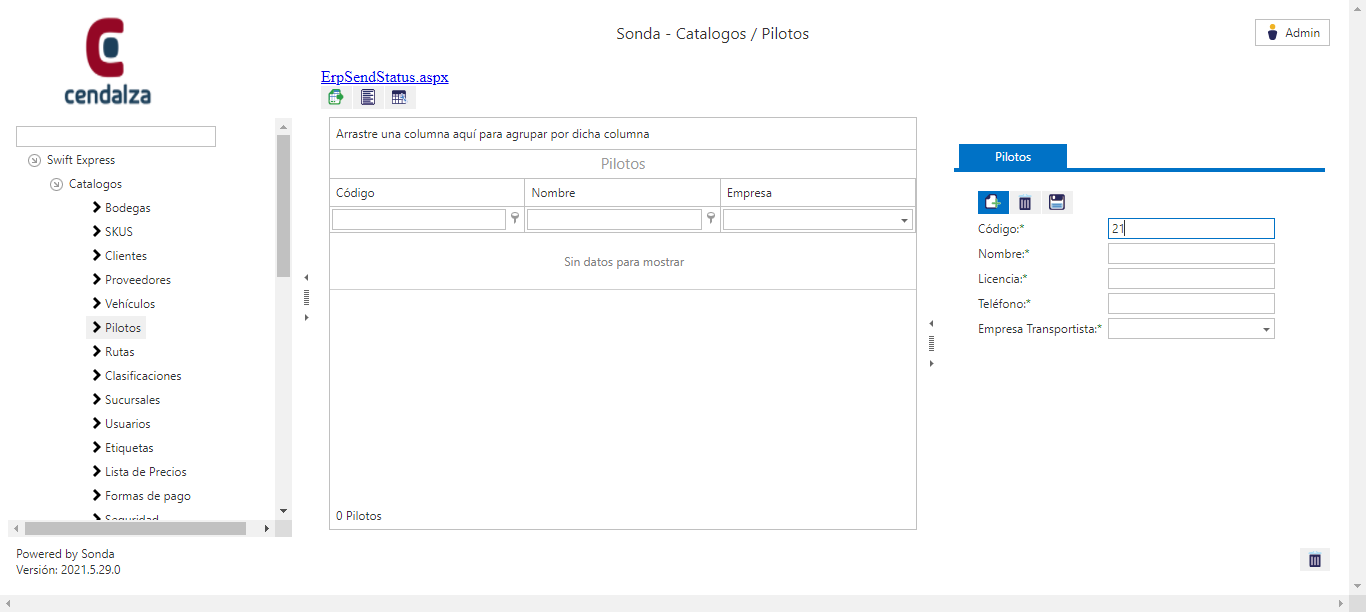 cendalza
Sonda - Catalogos / Pilotos
Admin
ErpSendStatus.aspx
Swift Express
Catalogos
Bodegas
SKUS
Clientes
Proveedores
Vehículos
Pilotos
Rutas
Clasificaciones
Sucursales
Usuarios
Etiquetas
Lista de Precios
Formas de pago
Seguridad
Arrastre una columna aquí para agrupar por dicha columna
Pilotos
Código Nombre Empresa
Sin datos para mostrar
0 Pilotos
Pilotos
Código:* 21
Nombre:*
Licencia:*
Teléfono:*
Empresa Transportista:*
Powered by Sonda
Versión: 2021.5.29.0